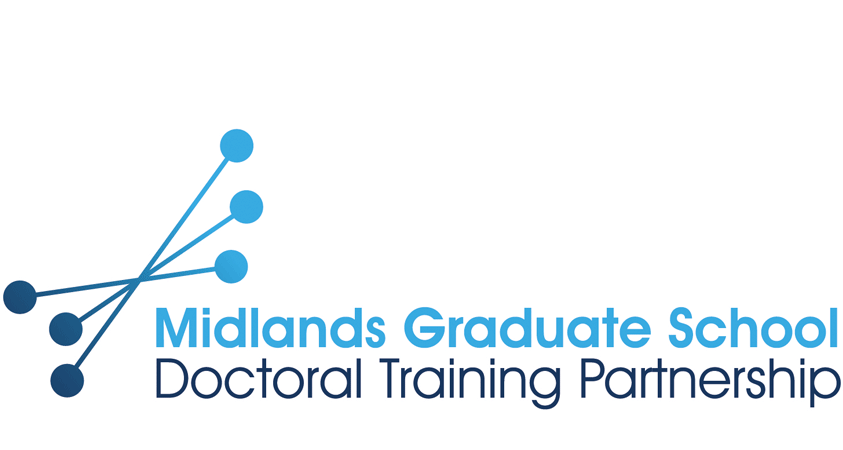 Midlands Graduate School
Doctoral Training Partnership